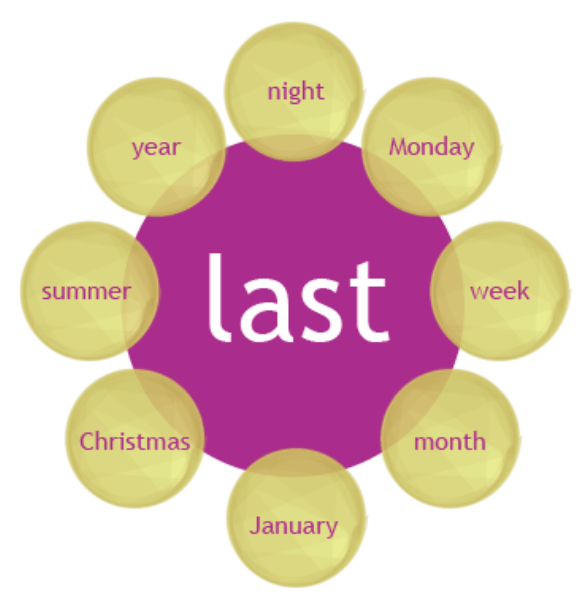 night
year
Monday
last
summer
week
Christmas
month
January